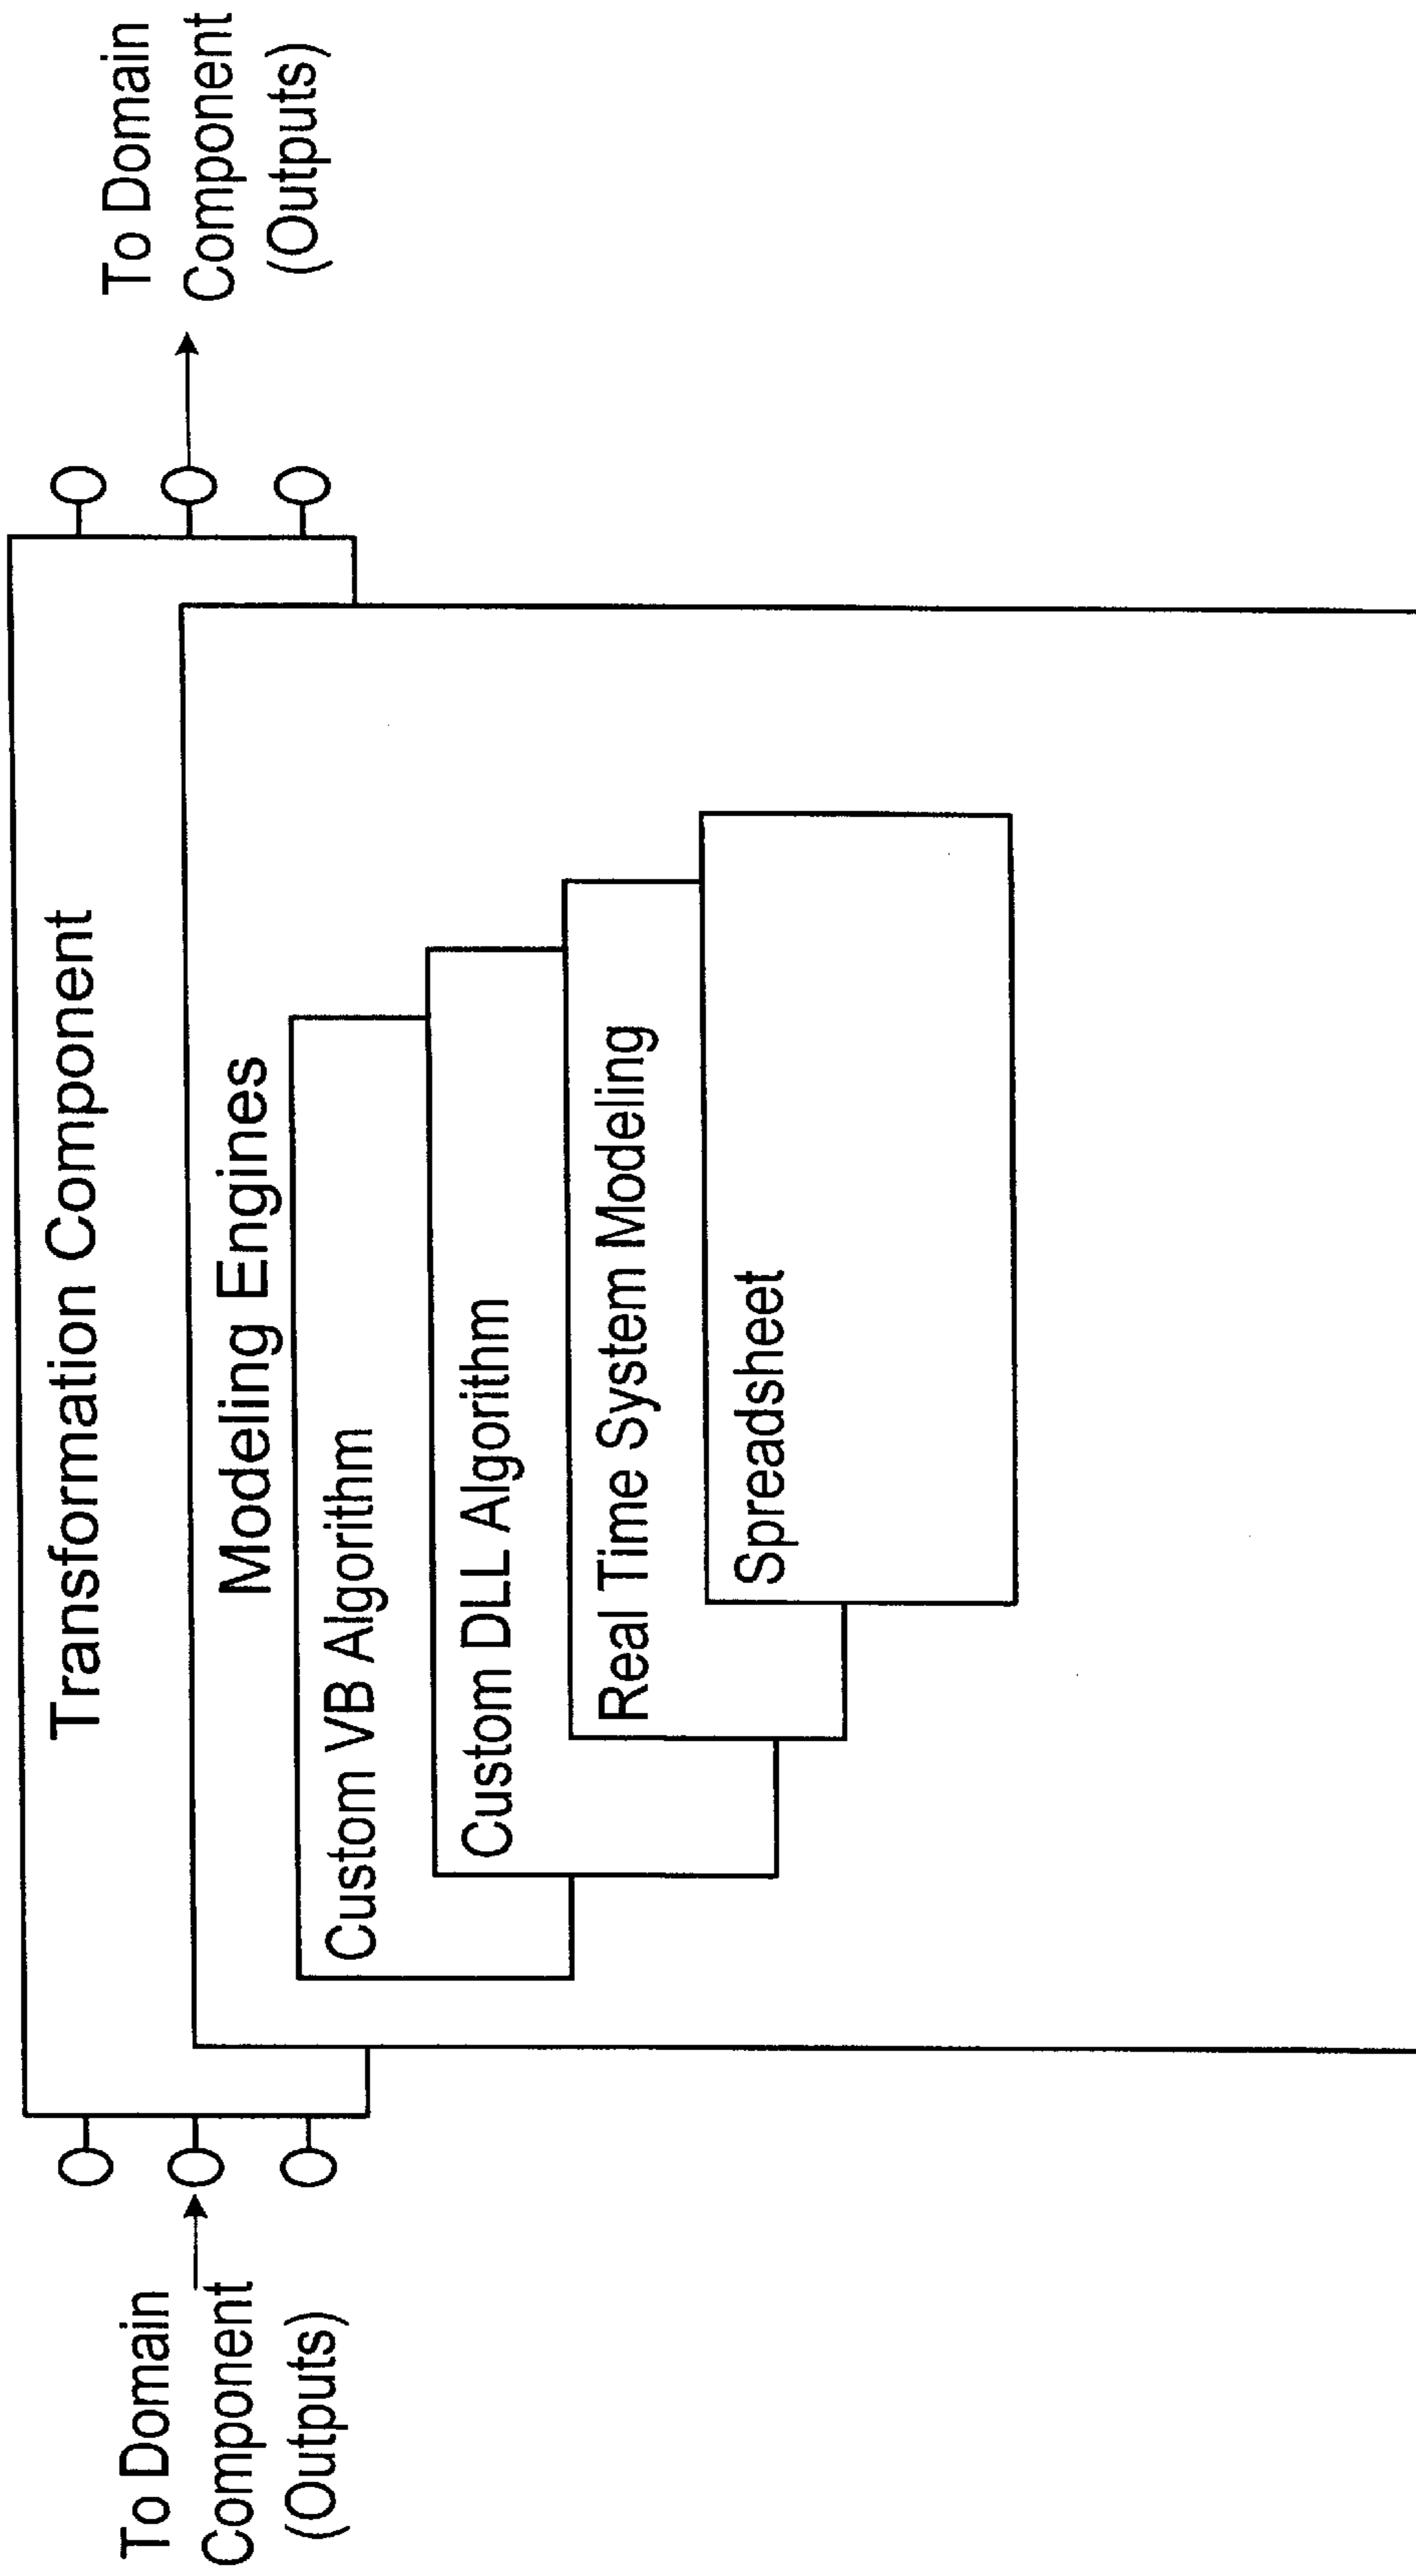 Transformation Component
Modeling Engines
Custom VB Algorithm
Custom DLL Algorithm
Real Time System Modeling
Spreadsheet
To Domain
Component
(Outputs)
To Domain
Component
(Outputs)